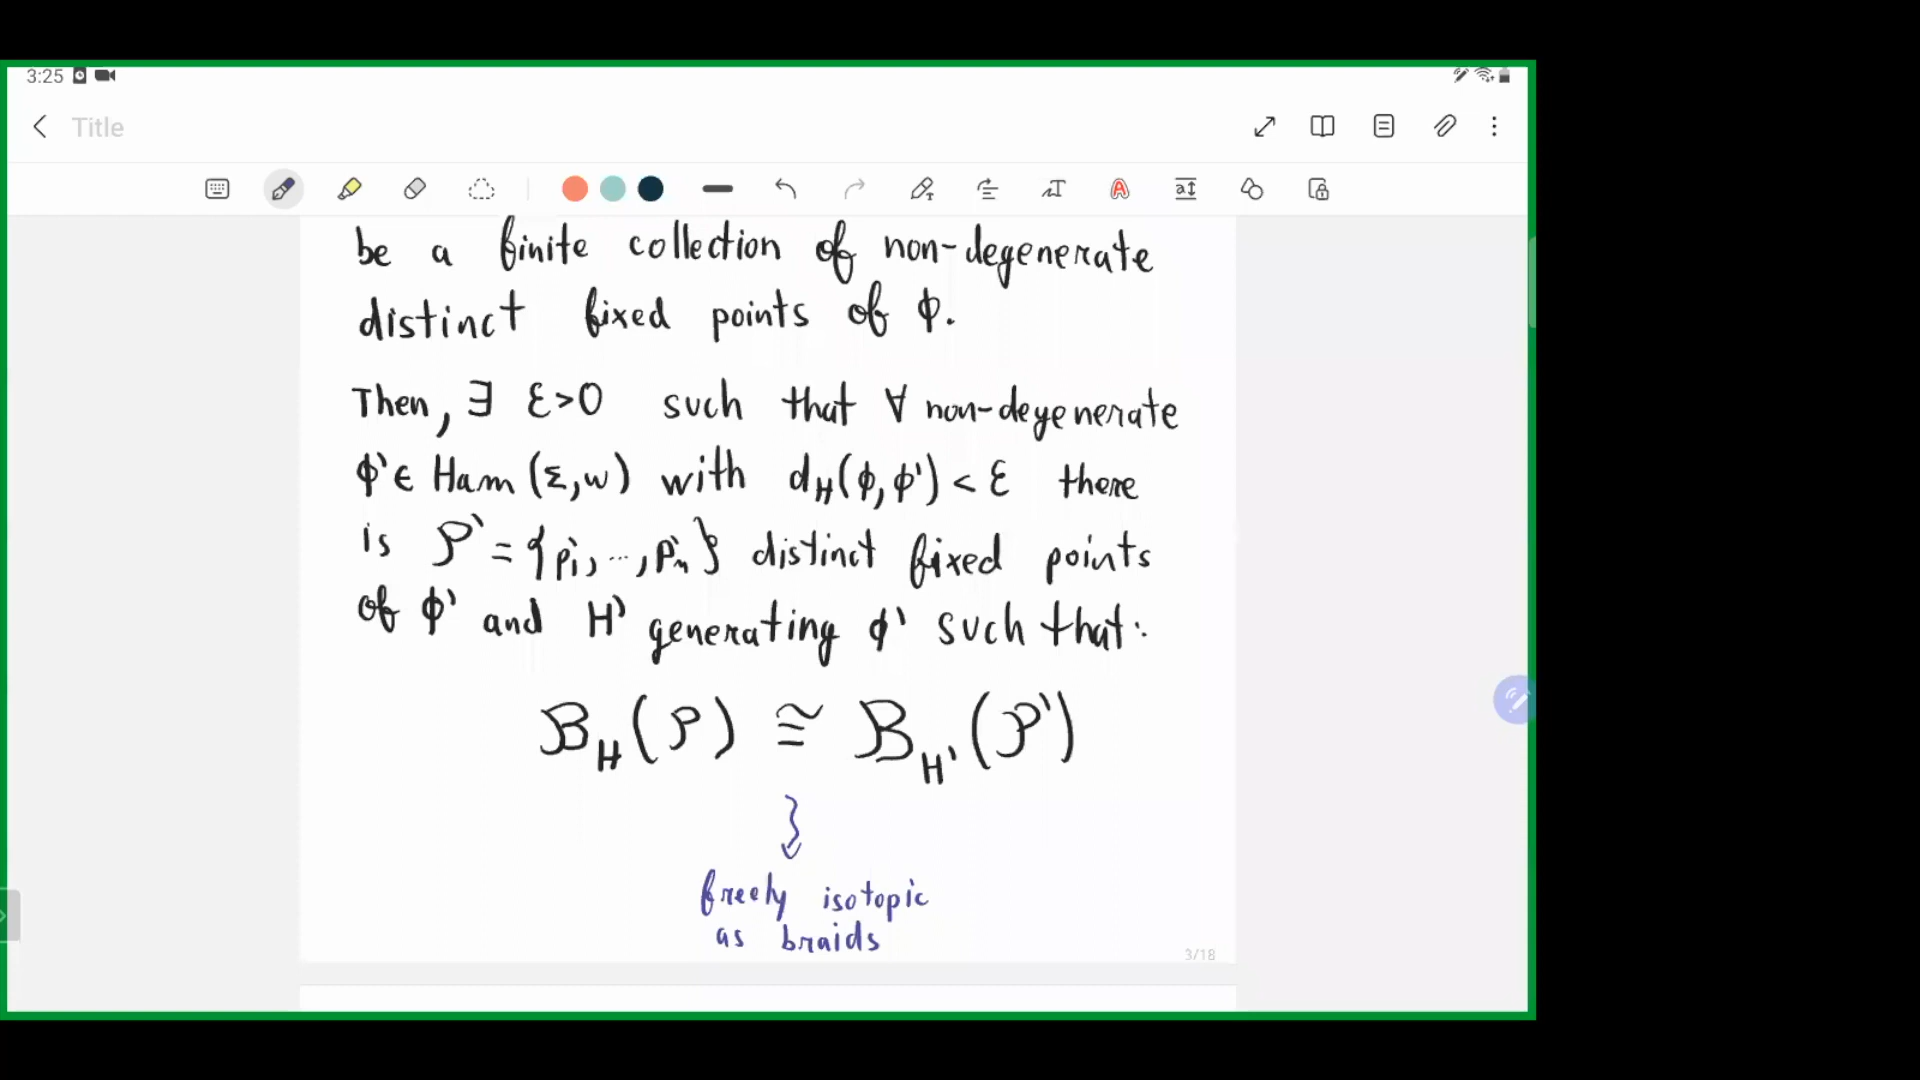 3:25
Title
be a finite collection of non-degenerate
distinct fixed points of ϕ.
Then, ∃ ε>0 such that ∀ non-degenerate
ϕ'∈ Ham (Σ,ω) with d_H(ϕ,ϕ') < ε there
is 𝒫' = {p'_1, ..., p'_n} distinct fixed points
of ϕ' and H' generating ϕ' such that:
ℬ_H(𝒫) ≅ ℬ_H'(𝒫')
freely isotopic
as braids
3/18